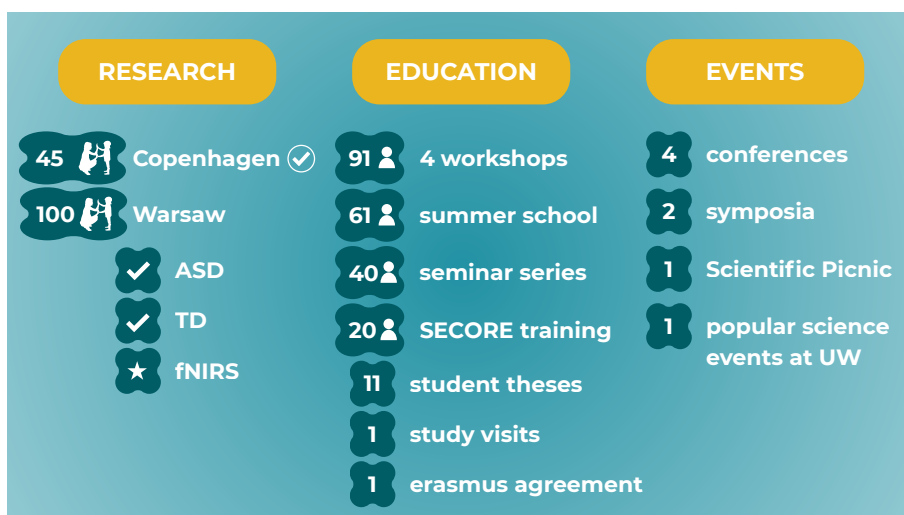 RESEARCH
45 Copenhagen
100 Warsaw
ASD
TD
fNIRS
EDUCATION
91 4 workshops
61 summer school
40 seminar series
20 SECORE training
11 student theses
1 study visits
1 erasmus agreement
EVENTS
4 conferences
2 symposia
1 Scientific Picnic
1 popular science
events at UW